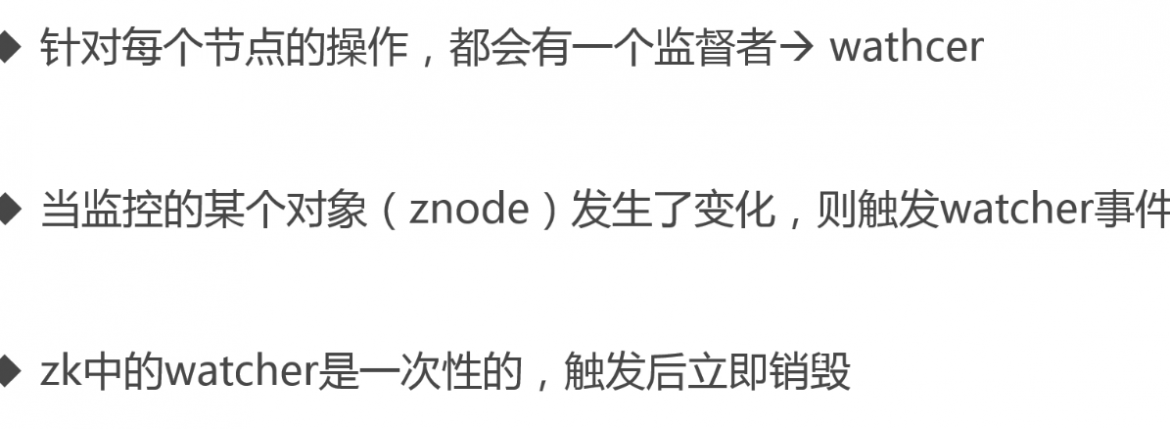 ◆ 针对每个节点的操作，都会有一个监督者→ wathcer
◆ 当监控的某个对象（znode）发生了变化，则触发watcher事件
◆ zk中的watcher是一次性的，触发后立即销毁